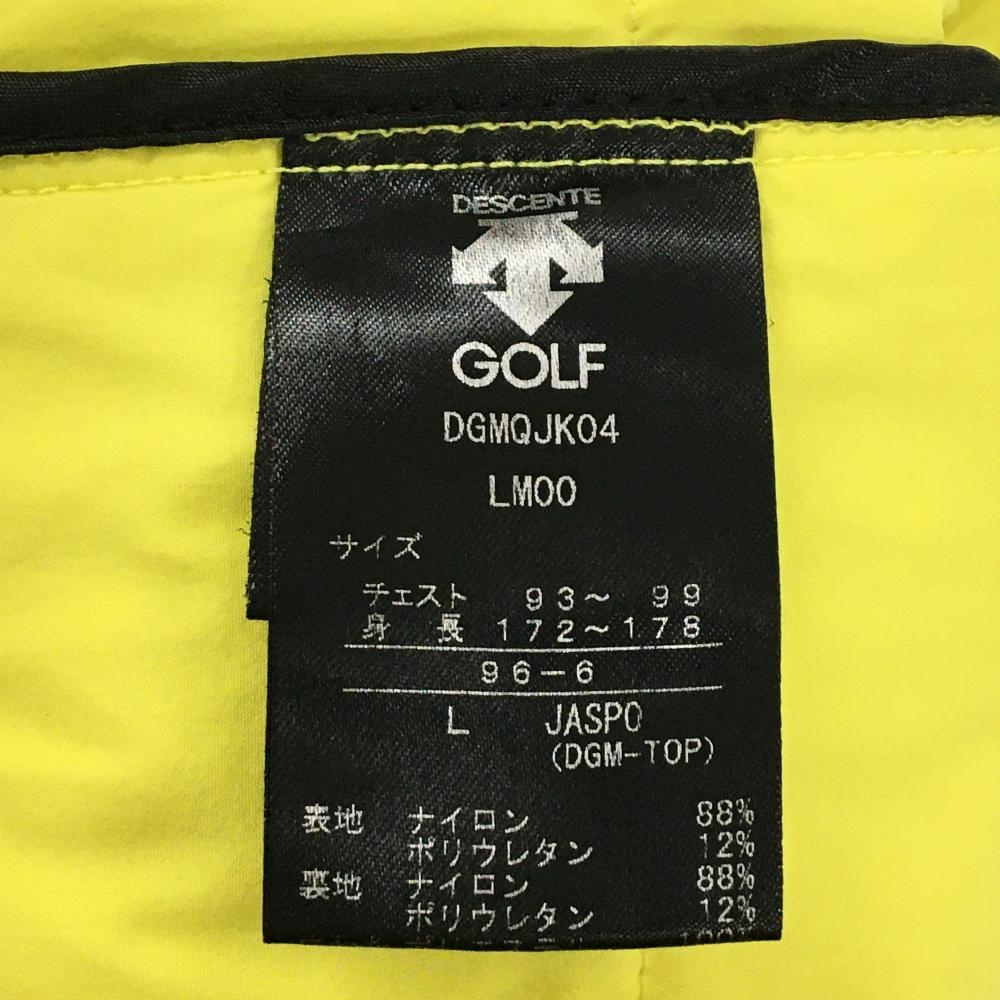 DESCENTE
GOLF
DGMQJK04
LM00
サイズ
チェスト 93～ 99
身 長 172～178
96-6
L JASPO
(DGM-TOP)
表地 ナイロン 88%
ポリウレタン 12%
裏地 ナイロン 88%
ポリウレタン 12%